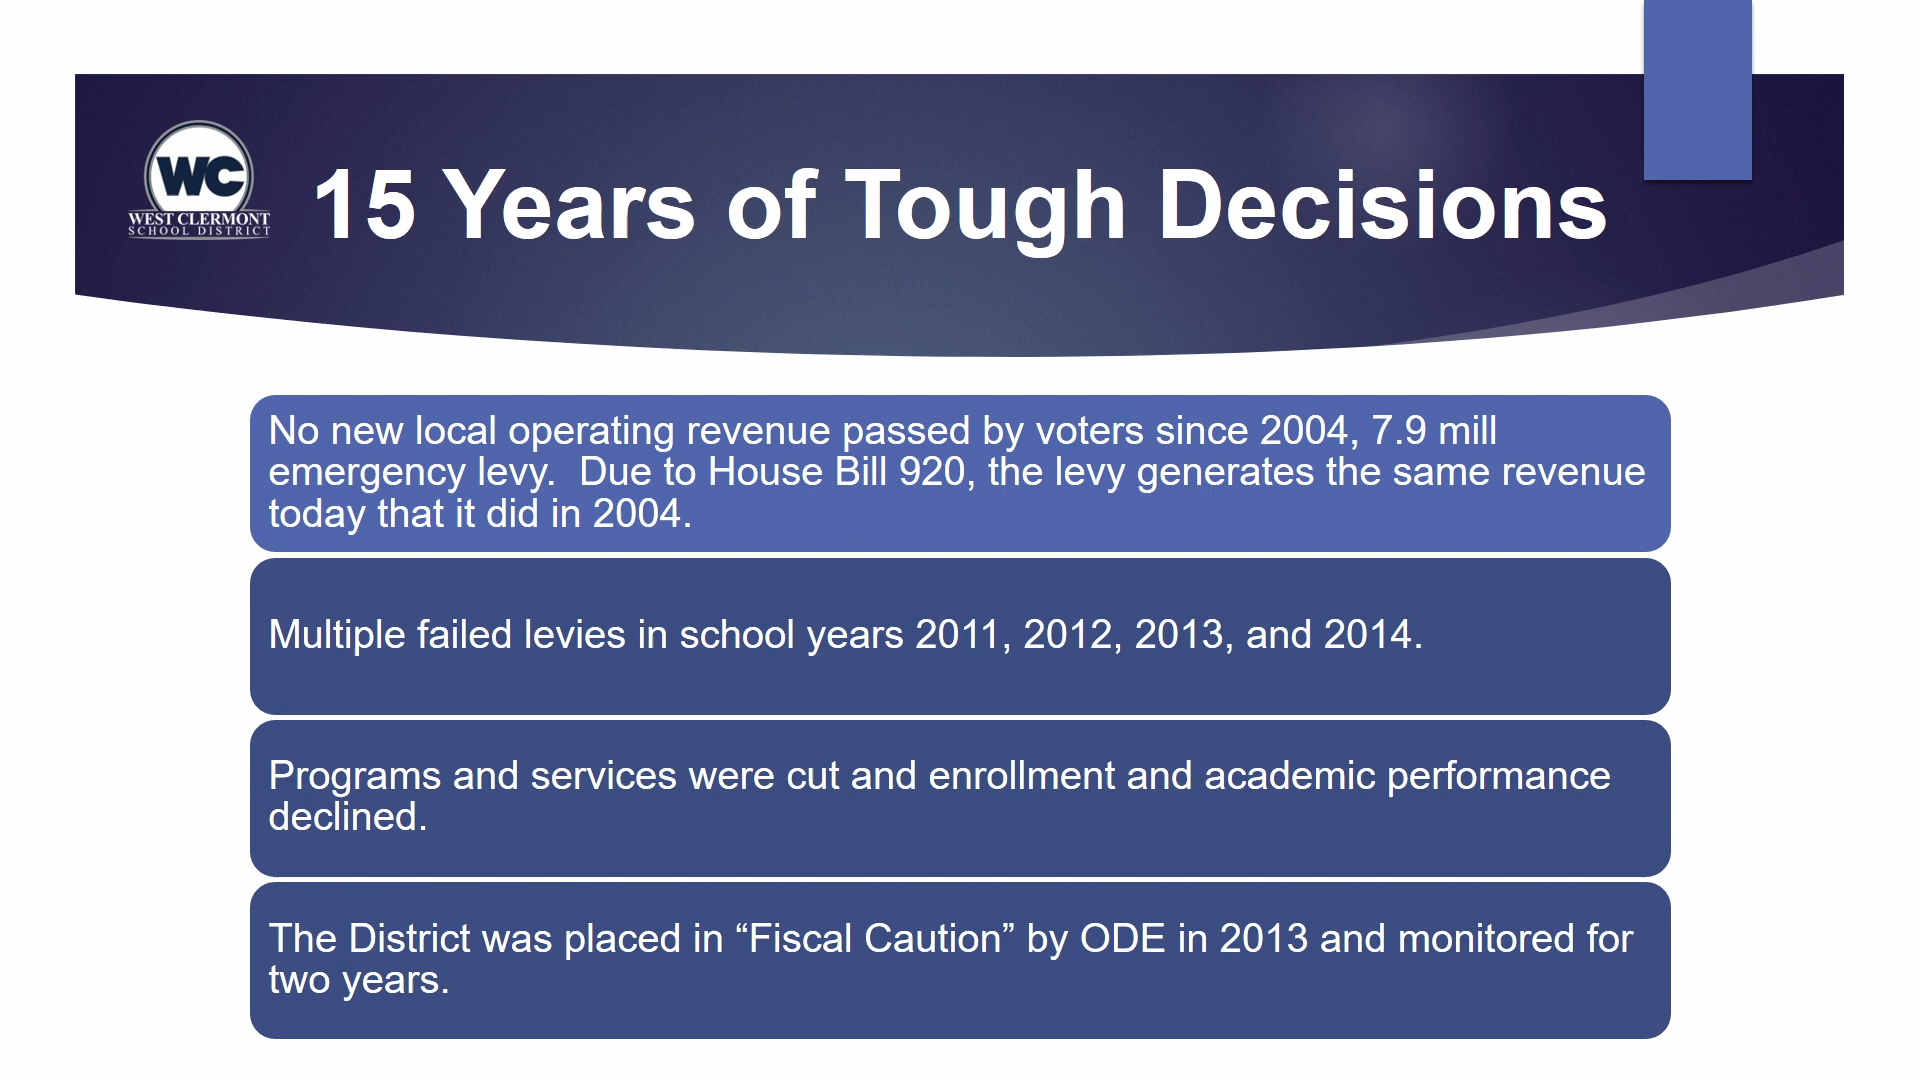 WC
WEST CLERMONT
SCHOOL DISTRICT
15 Years of Tough Decisions
No new local operating revenue passed by voters since 2004, 7.9 mill
emergency levy.  Due to House Bill 920, the levy generates the same revenue
today that it did in 2004.
Multiple failed levies in school years 2011, 2012, 2013, and 2014.
Programs and services were cut and enrollment and academic performance
declined.
The District was placed in “Fiscal Caution” by ODE in 2013 and monitored for
two years.